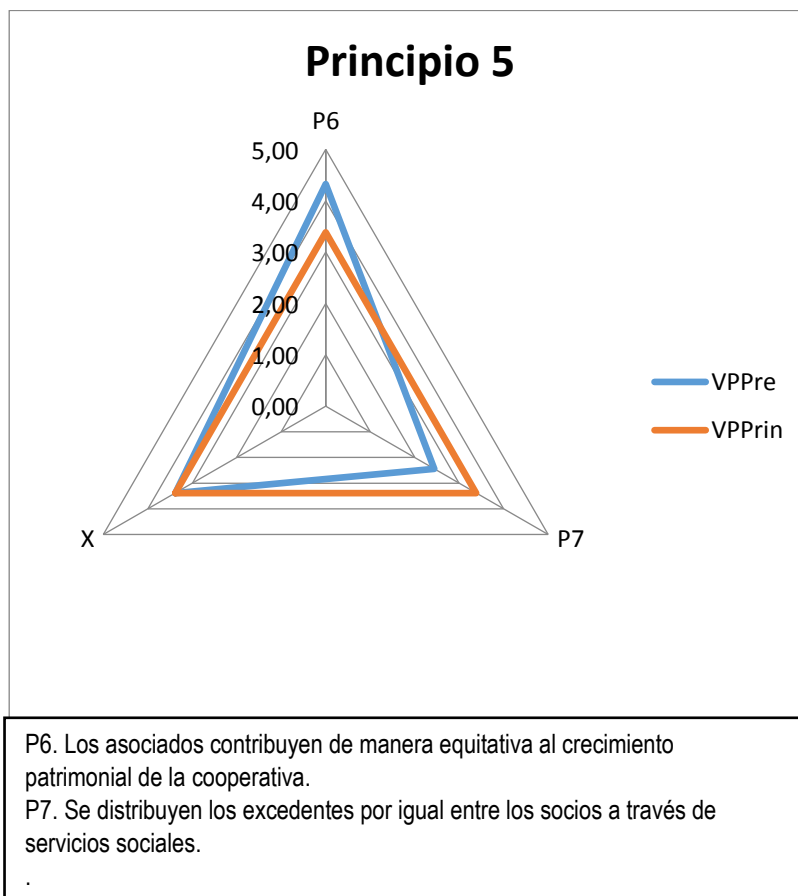 Principio 5
P6
5,00
4,00
3,00
2,00
1,00
0,00
VPPre
VPPrin
X
P7
P6. Los asociados contribuyen de manera equitativa al crecimiento
patrimonial de la cooperativa.
P7. Se distribuyen los excedentes por igual entre los socios a través de
servicios sociales.
.